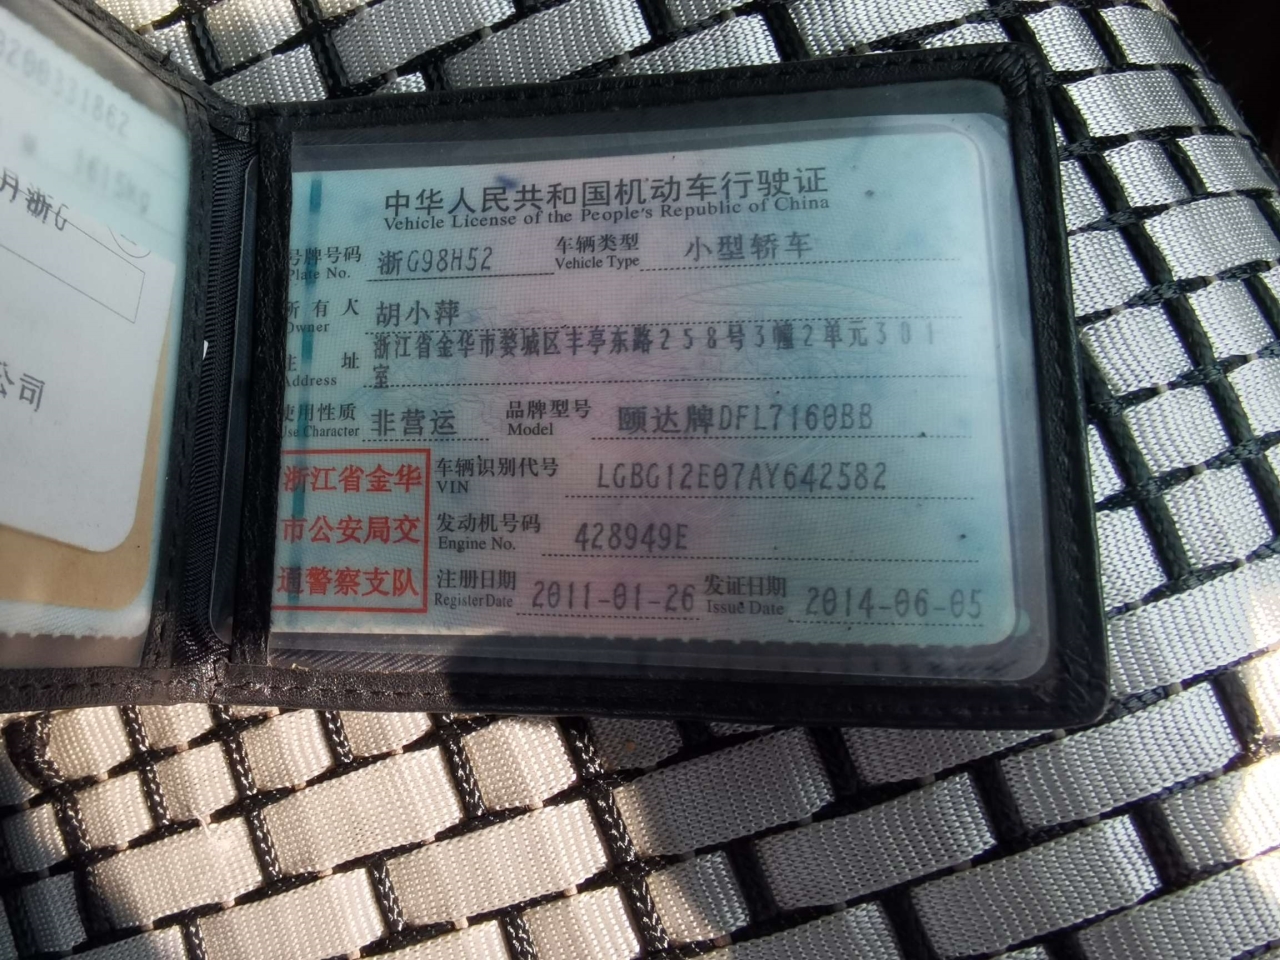 0200331862
1615KG
月浙G
公司
中华人民共和国机动车行驶证
Vehicle License of the People's Republic of China
号牌号码 浙G98H52 车辆类型 小型轿车
Plate No. Vehicle Type
所有人 胡小萍
Owner
住址 浙江省金华市婺城区丰亭东路258号3幢2单元301
Address 室
使用性质 非营运 品牌型号 颐达牌DFL7160BB
Use Character Model
浙江省金华
市公安局交
通警察支队
车辆识别代号 LGBG12E07AY642582
VIN
发动机号码 428949E
Engine No.
注册日期 2011-01-26 发证日期 2014-06-05
Register Date Issue Date